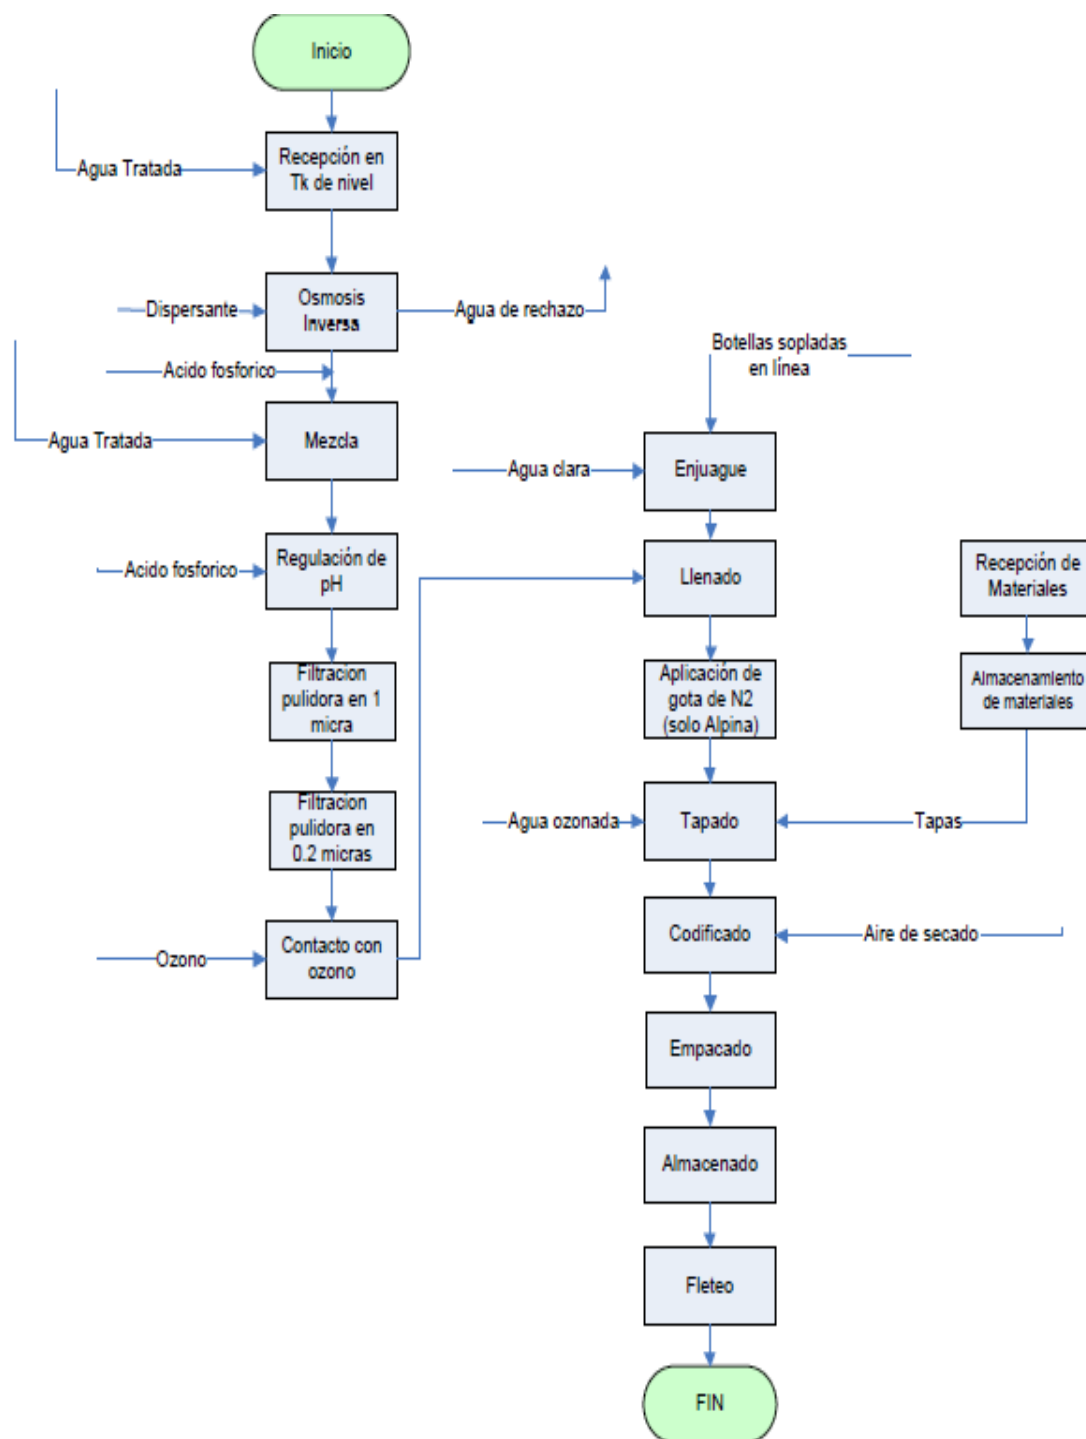 Inicio
Agua Tratada
Recepción en
Tk de nivel
Dispersante
Osmosis
Inversa
Agua de rechazo
Acido fosforico
Agua Tratada
Mezcla
Acido fosforico
Regulación de
pH
Filtracion
pulidora en 1
micra
Filtracion
pulidora en
0.2 micras
Ozono
Contacto con
ozono
Botellas sopladas
en línea
Agua clara
Enjuague
Llenado
Aplicación de
gota de N2
(solo Alpina)
Recepción de
Materiales
Almacenamiento
de materiales
Agua ozonada
Tapado
Tapas
Codificado
Aire de secado
Empacado
Almacenado
Fleteo
FIN